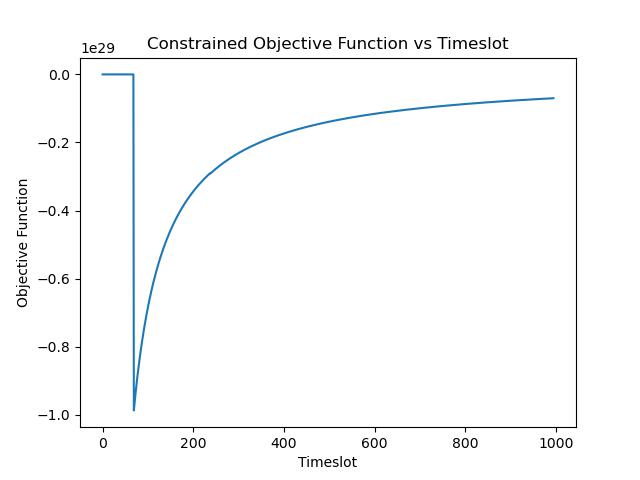 Constrained Objective Function vs Timeslot
1e29
0.0
−0.2
−0.4
−0.6
−0.8
−1.0
Objective Function
0 200 400 600 800 1000
Timeslot